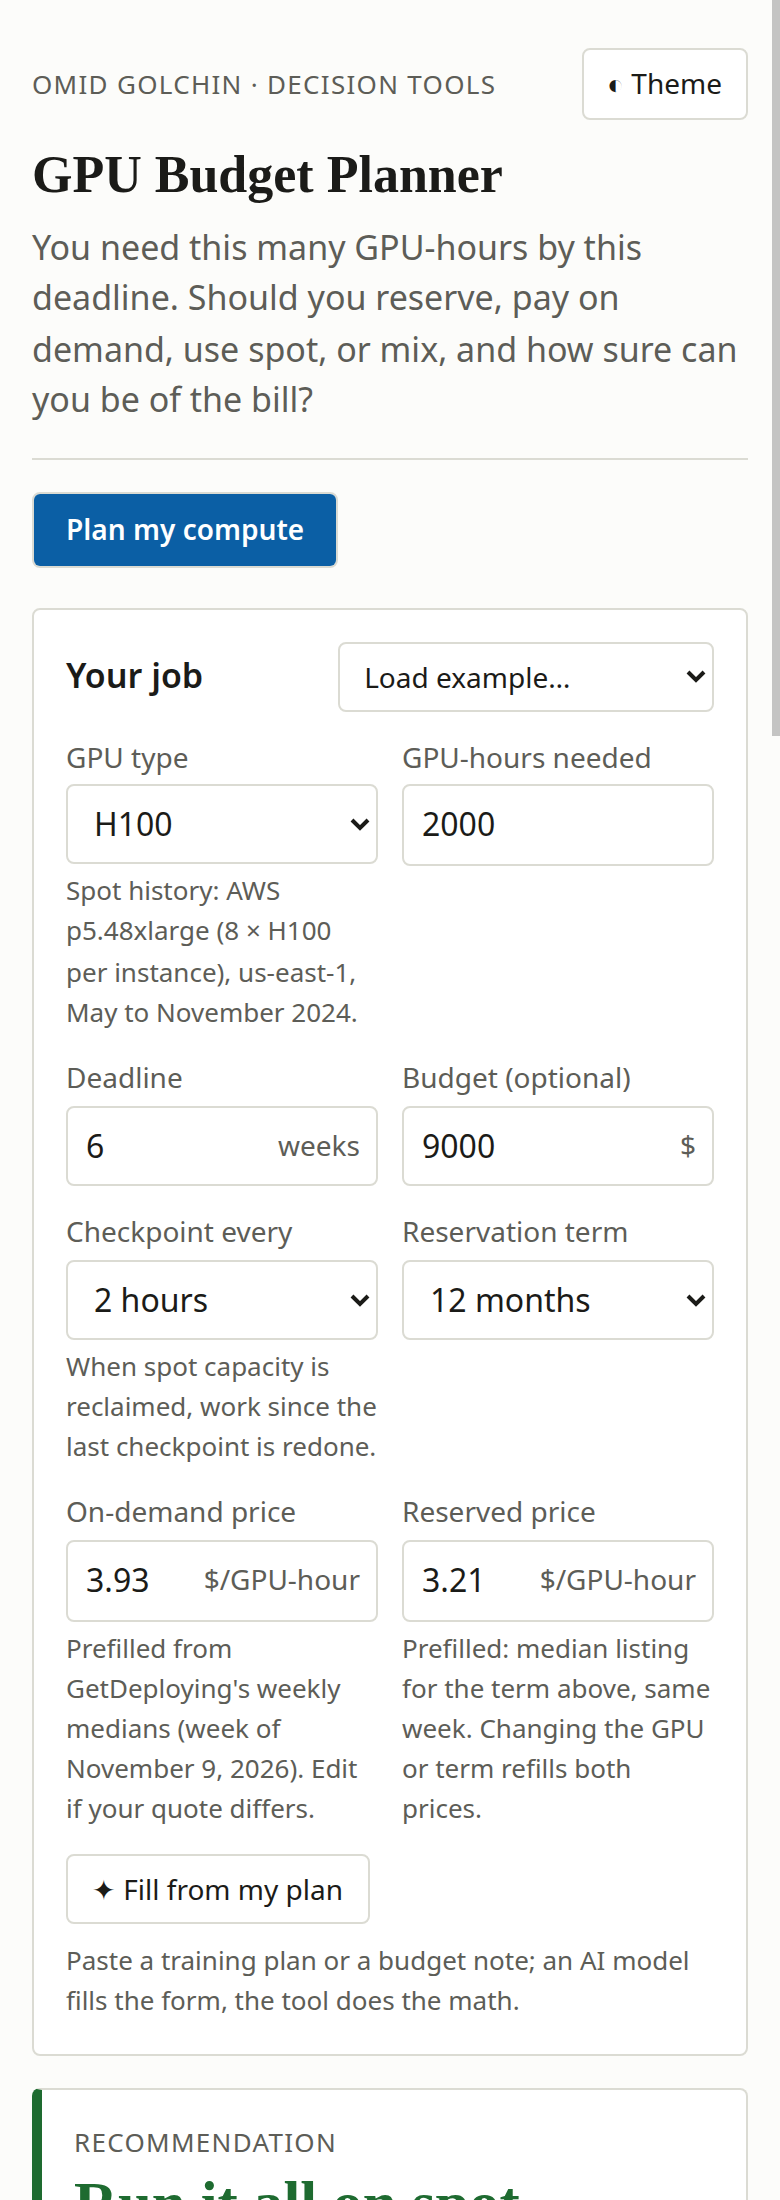 OMID GOLCHIN · DECISION TOOLS
◐ Theme
GPU Budget Planner
You need this many GPU-hours by this
deadline. Should you reserve, pay on
demand, use spot, or mix, and how sure can
you be of the bill?
Plan my compute
Your job
Load example...
GPU type
GPU-hours needed
H100
2000
Spot history: AWS
p5.48xlarge (8 × H100
per instance), us-east-1,
May to November 2024.
Deadline
Budget (optional)
6 weeks
9000 $
Checkpoint every
Reservation term
2 hours
12 months
When spot capacity is
reclaimed, work since the
last checkpoint is redone.
On-demand price
Reserved price
3.93 $/GPU-hour
3.21 $/GPU-hour
Prefilled from
GetDeploying's weekly
medians (week of
November 9, 2026). Edit
if your quote differs.
Prefilled: median listing
for the term above, same
week. Changing the GPU
or term refills both
prices.
✦ Fill from my plan
Paste a training plan or a budget note; an AI model
fills the form, the tool does the math.
RECOMMENDATION
Run it all on spot